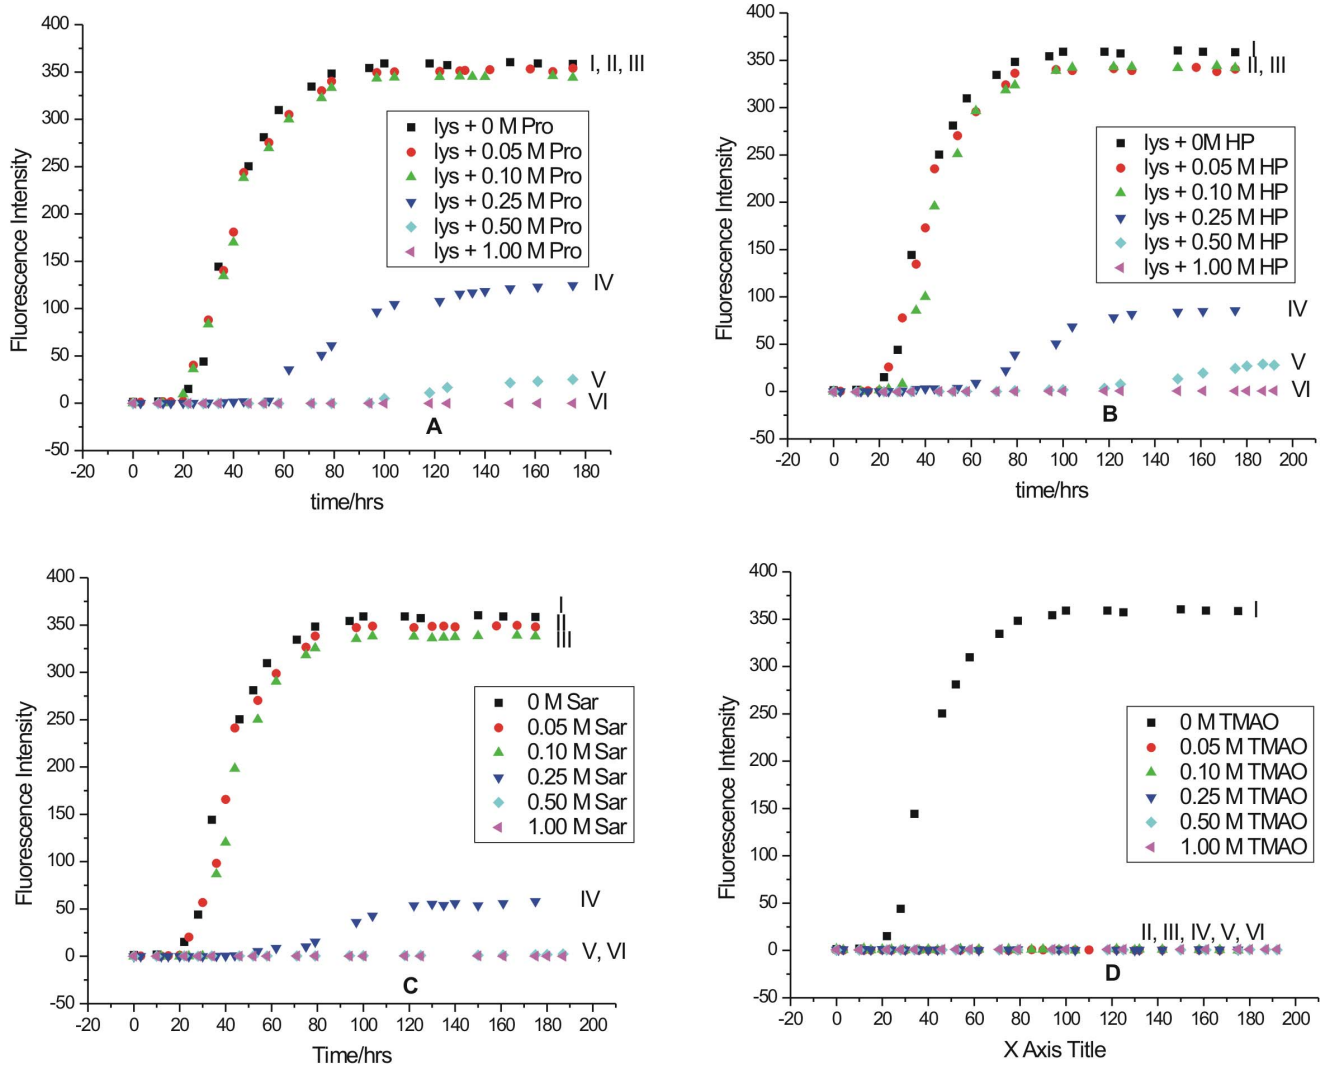 400
350
300
250
200
150
100
50
0
-50
-20 0 20 40 60 80 100 120 140 160 180
Fluorescence Intensity
time/hrs
I, II, III
lys + 0 M Pro
lys + 0.05 M Pro
lys + 0.10 M Pro
lys + 0.25 M Pro
lys + 0.50 M Pro
lys + 1.00 M Pro
IV
V
VI
A
400
350
300
250
200
150
100
50
0
-50
-20 0 20 40 60 80 100 120 140 160 180 200
Fluorescence Intensity
time/hrs
I
II, III
lys + 0M HP
lys + 0.05 M HP
lys + 0.10 M HP
lys + 0.25 M HP
lys + 0.50 M HP
lys + 1.00 M HP
IV
V
VI
B
400
350
300
250
200
150
100
50
0
-50
-20 0 20 40 60 80 100 120 140 160 180 200
Fluorescence Intensity
Time/hrs
I
II
III
0 M Sar
0.05 M Sar
0.10 M Sar
0.25 M Sar
0.50 M Sar
1.00 M Sar
IV
V, VI
C
400
350
300
250
200
150
100
50
0
-50
-20 0 20 40 60 80 100 120 140 160 180 200
Fluorescence Intensity
X Axis Title
I
0 M TMAO
0.05 M TMAO
0.10 M TMAO
0.25 M TMAO
0.50 M TMAO
1.00 M TMAO
II, III, IV, V, VI
D